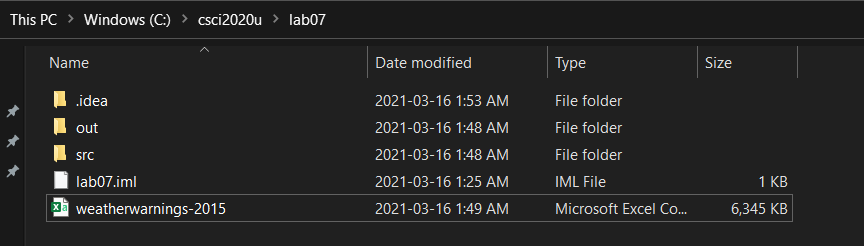 This PC > Windows (C:) > csci2020u > lab07
Name Date modified Type Size
.idea 2021-03-16 1:53 AM File folder
out 2021-03-16 1:48 AM File folder
src 2021-03-16 1:48 AM File folder
lab07.iml 2021-03-16 1:25 AM IML File 1 KB
weatherwarnings-2015 2021-03-16 1:49 AM Microsoft Excel Co... 6,345 KB